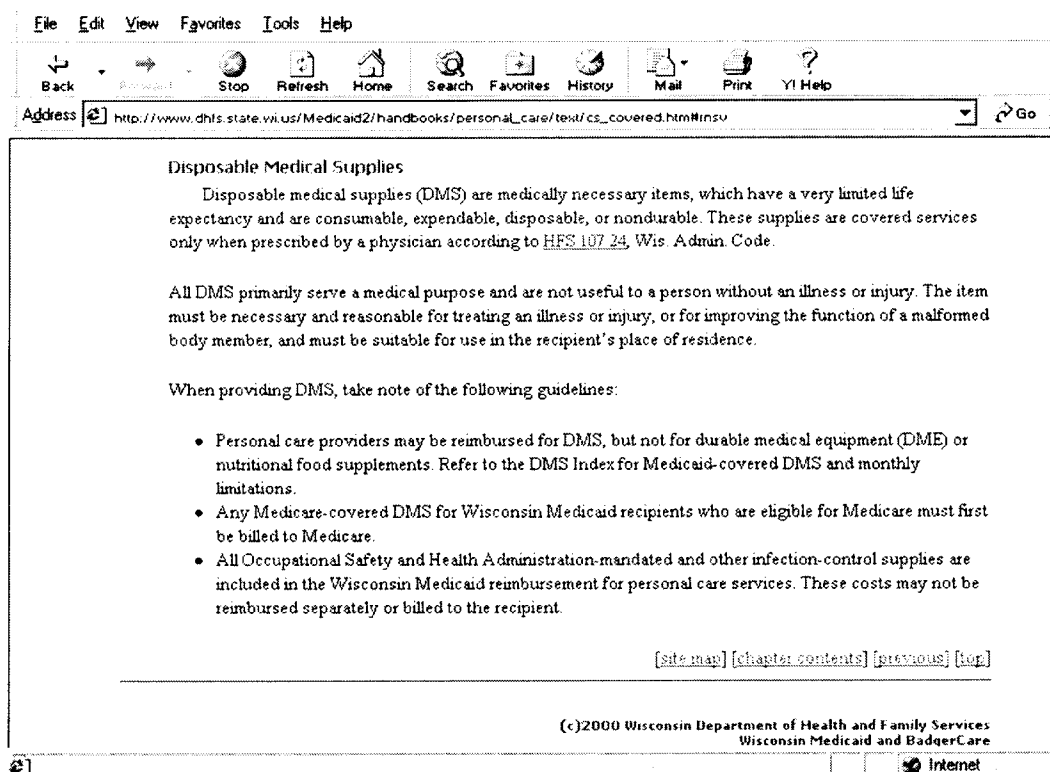 File Edit View Favorites Tools Help
Back Forward Stop Refresh Home Search Favorites History Mail Print Y! Help
Address http://www.dhfs.state.wi.us/Medicaid2/handbooks/personal_care/text/cs_covered.htm#insu Go
Disposable Medical Supplies
Disposable medical supplies (DMS) are medically necessary items, which have a very limited life
expectancy and are consumable, expendable, disposable, or nondurable. These supplies are covered services
only when prescribed by a physician according to HFS 107.24, Wis. Admin. Code.
All DMS primarily serve a medical purpose and are not useful to a person without an illness or injury. The item
must be necessary and reasonable for treating an illness or injury, or for improving the function of a malformed
body member, and must be suitable for use in the recipient's place of residence.
When providing DMS, take note of the following guidelines:
• Personal care providers may be reimbursed for DMS, but not for durable medical equipment (DME) or
nutritional food supplements. Refer to the DMS Index for Medicaid-covered DMS and monthly
limitations.
• Any Medicare-covered DMS for Wisconsin Medicaid recipients who are eligible for Medicare must first
be billed to Medicare.
• All Occupational Safety and Health Administration-mandated and other infection-control supplies are
included in the Wisconsin Medicaid reimbursement for personal care services. These costs may not be
reimbursed separately or billed to the recipient.
[site map] [chapter contents] [previous] [top]
(c)2000 Wisconsin Department of Health and Family Services
Wisconsin Medicaid and BadgerCare
Internet